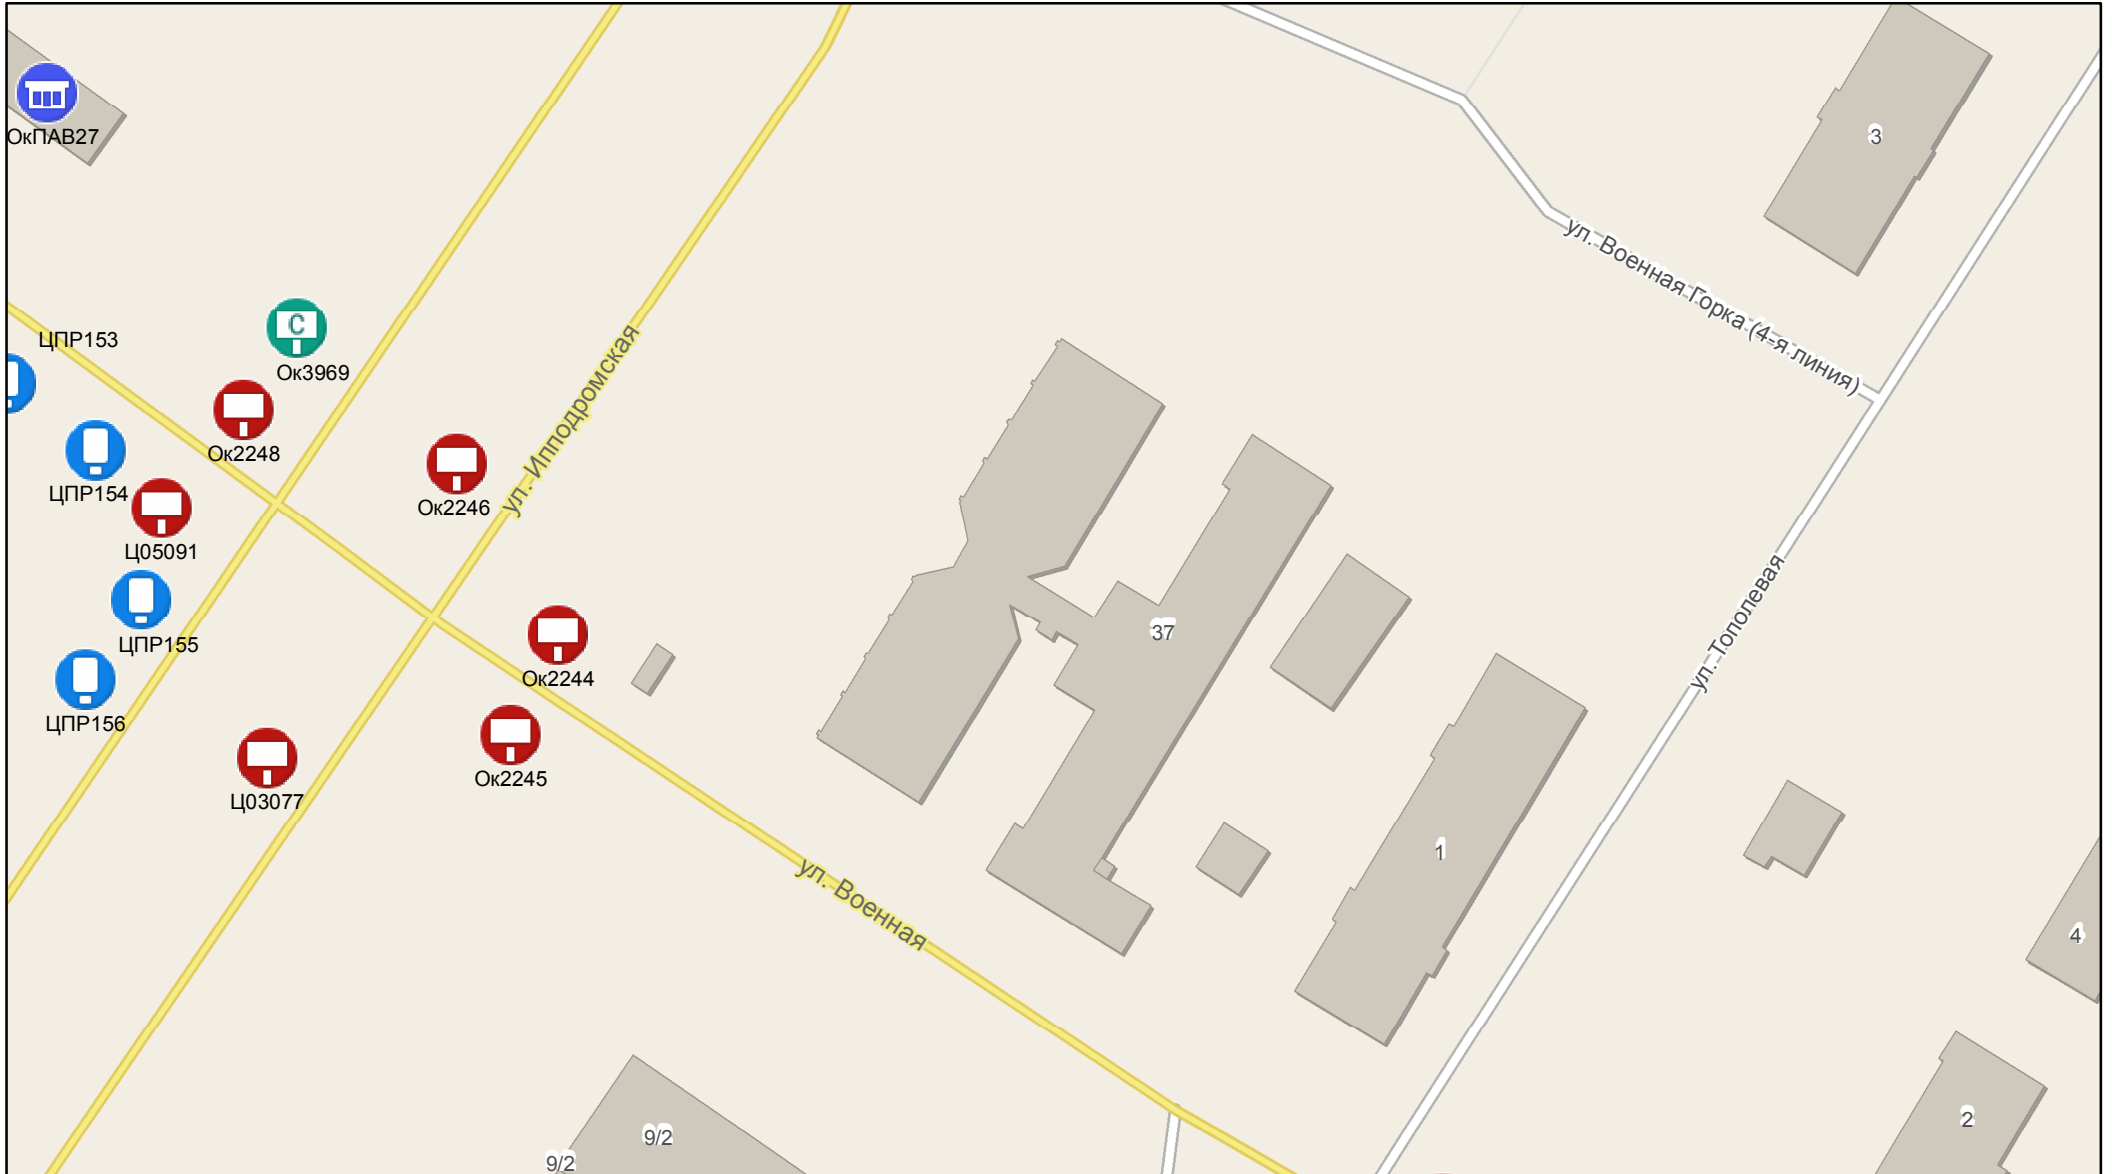 ОкПАВ27
3
ул. Военная Горка (4-я линия)
ЦПР153
С
Ок3969
ул. Ипподромская
Ок2248
ЦПР154
Ок2246
Ц05091
ул. Тополевая
37
ЦПР155
Ок2244
ЦПР156
Ок2245
Ц03077
1
ул. Военная
4
2
9/2
9/2